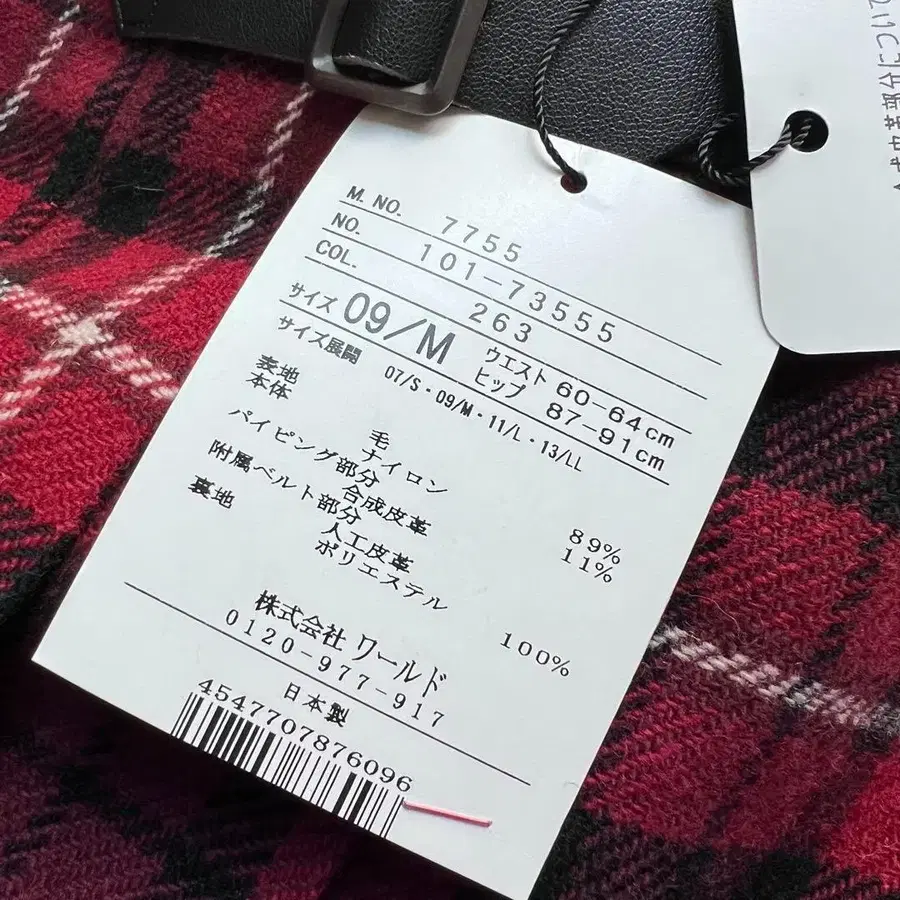 M. NO. 7755
NO. 101-73555
COL. 263
サイズ 09/M ウエスト 60-64cm
ヒップ 87-91cm
サイズ展開 07/S・09/M・11/L・13/LL
表地
本体
毛 89%
ナイロン 11%
パイピング部分
合成皮革
附属ベルト部分
人工皮革
裏地 ポリエステル 100%
株式会社 ワールド
0120-977-917
日本製
4547707876096